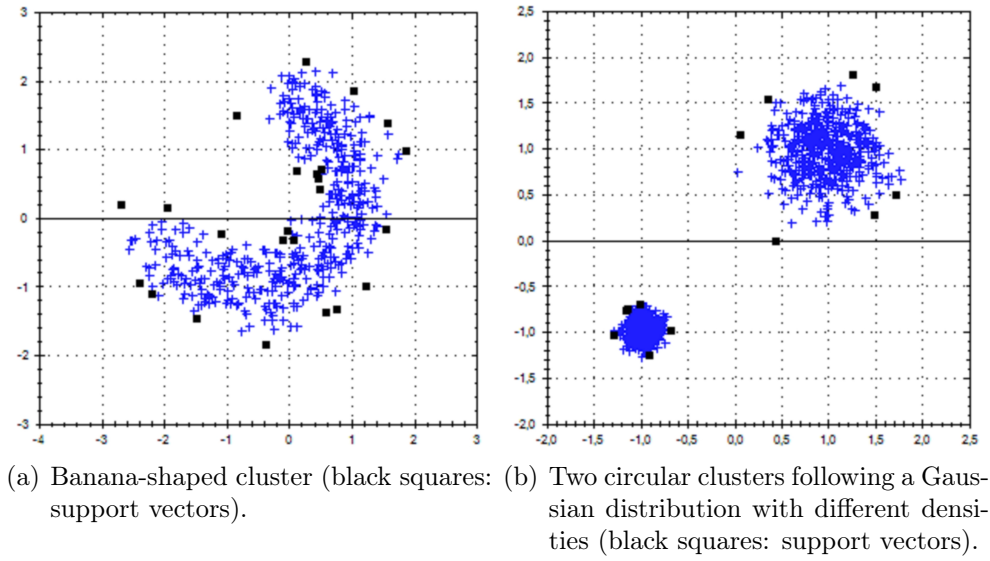 3
2
1
0
-1
-2
-3
-4 -3 -2 -1 0 1 2 3
2,5
2,0
1,5
1,0
0,5
0,0
-0,5
-1,0
-1,5
-2,0
-2,0 -1,5 -1,0 -0,5 0,0 0,5 1,0 1,5 2,0 2,5
(a) Banana-shaped cluster (black squares:
support vectors).
(b) Two circular clusters following a Gaus-
sian distribution with different densi-
ties (black squares: support vectors).